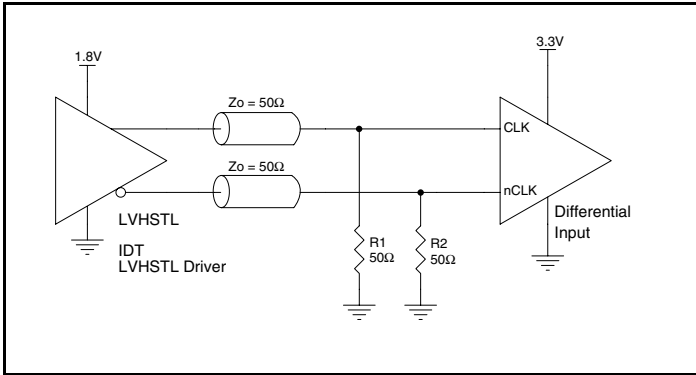 3.3V
1.8V
Zo = 50Ω
CLK
Zo = 50Ω
nCLK
LVHSTL
Differential
Input
IDT
LVHSTL Driver
R1
50Ω
R2
50Ω